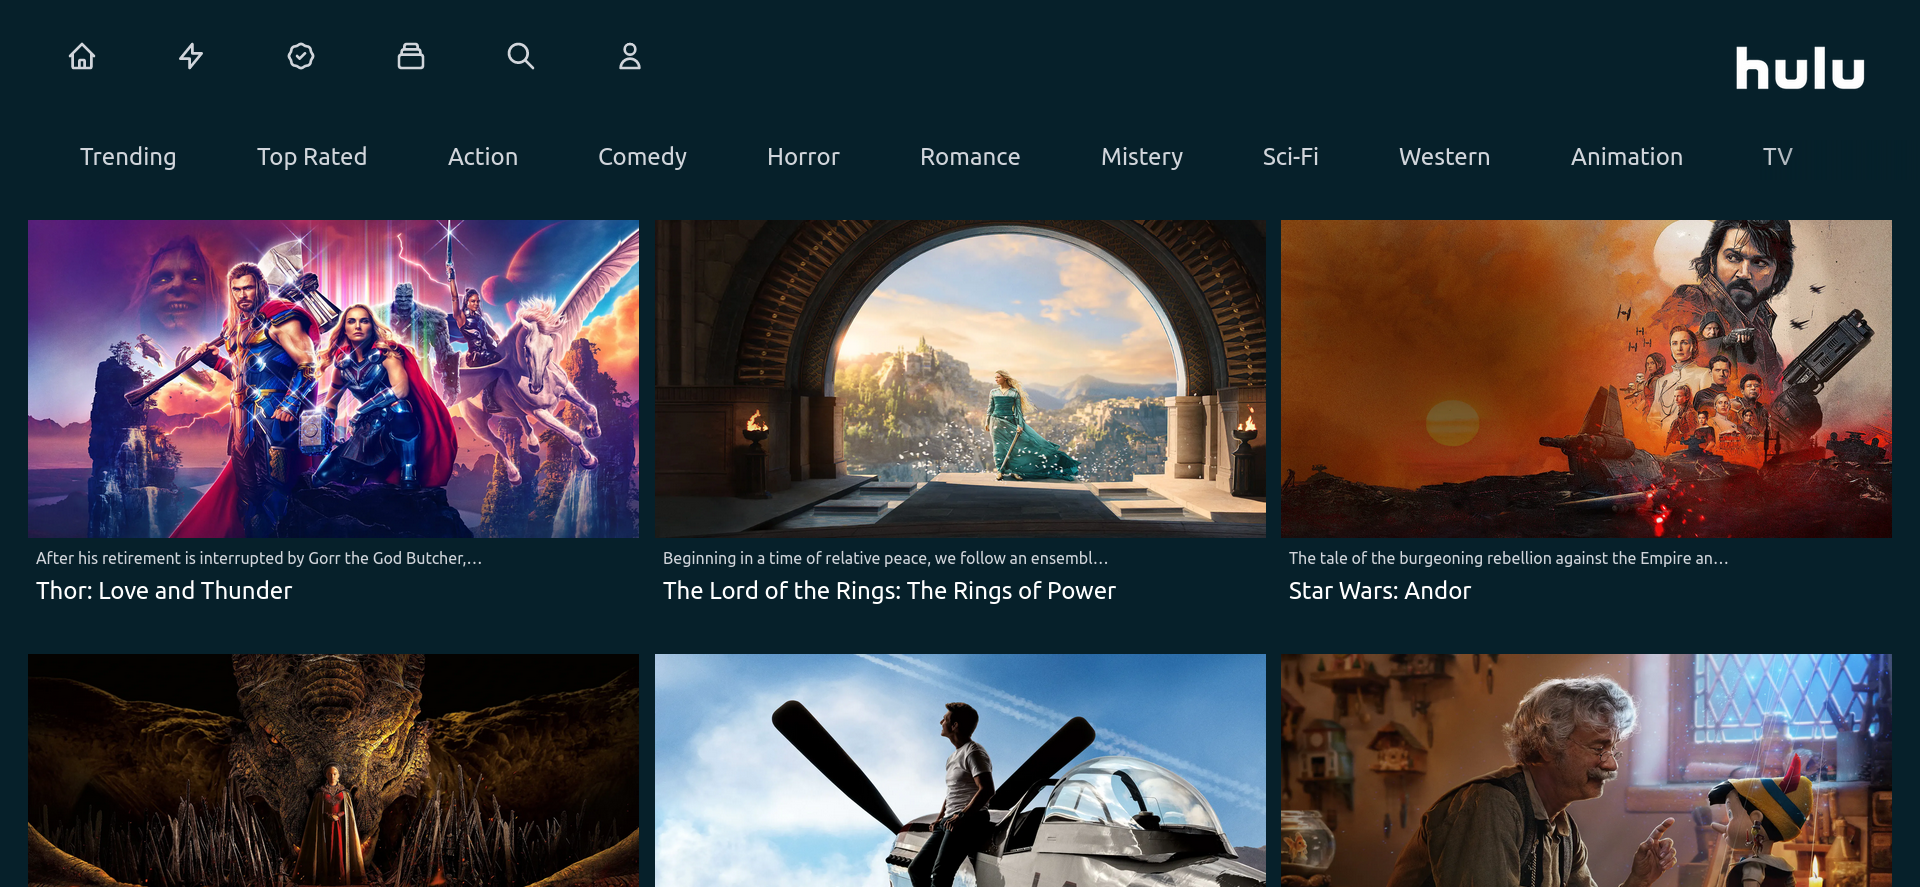 hulu
Trending
Top Rated
Action
Comedy
Horror
Romance
Mistery
Sci-Fi
Western
Animation
TV
After his retirement is interrupted by Gorr the God Butcher,...
Thor: Love and Thunder
Beginning in a time of relative peace, we follow an ensembl...
The Lord of the Rings: The Rings of Power
The tale of the burgeoning rebellion against the Empire an...
Star Wars: Andor